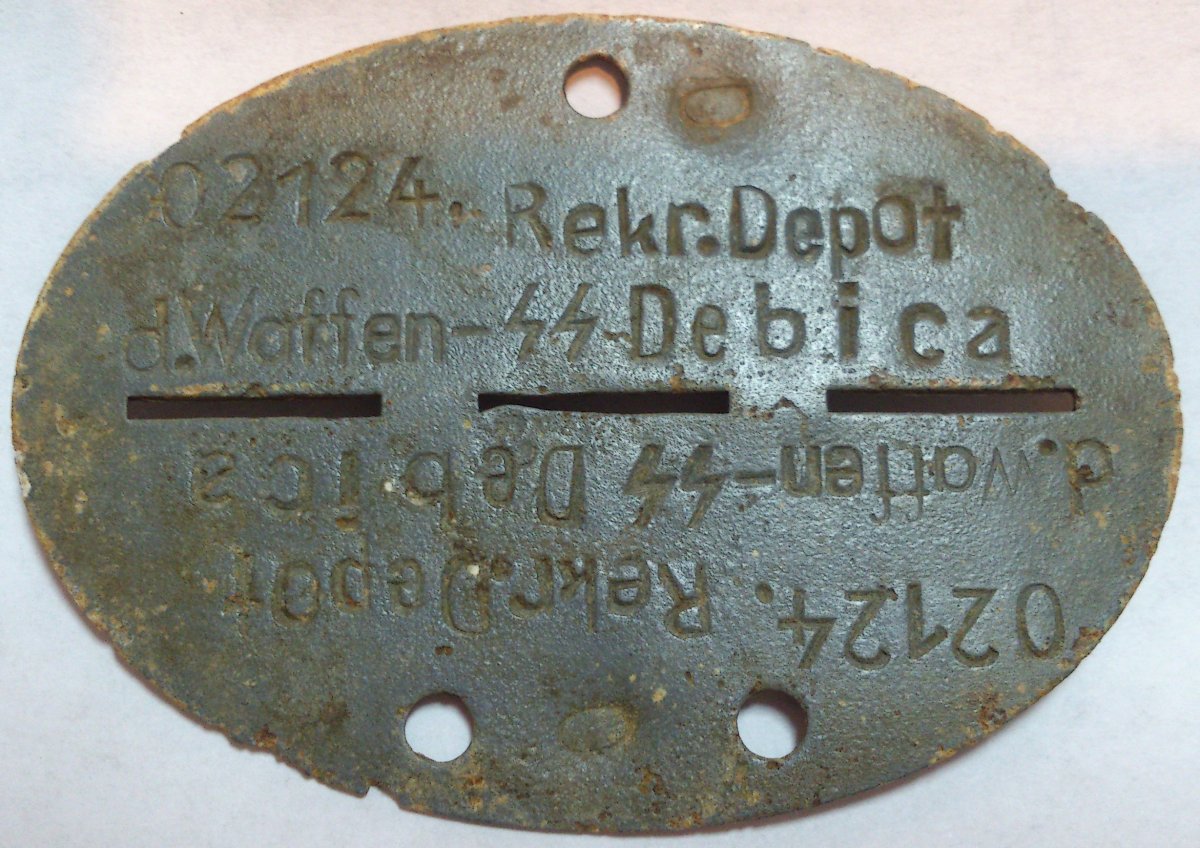 02124. Rekr.Depot
d.Waffen-ᛋᛋ-Debica
d.Waffen-ᛋᛋ Debica
02124. Rekr.Depot
O
O